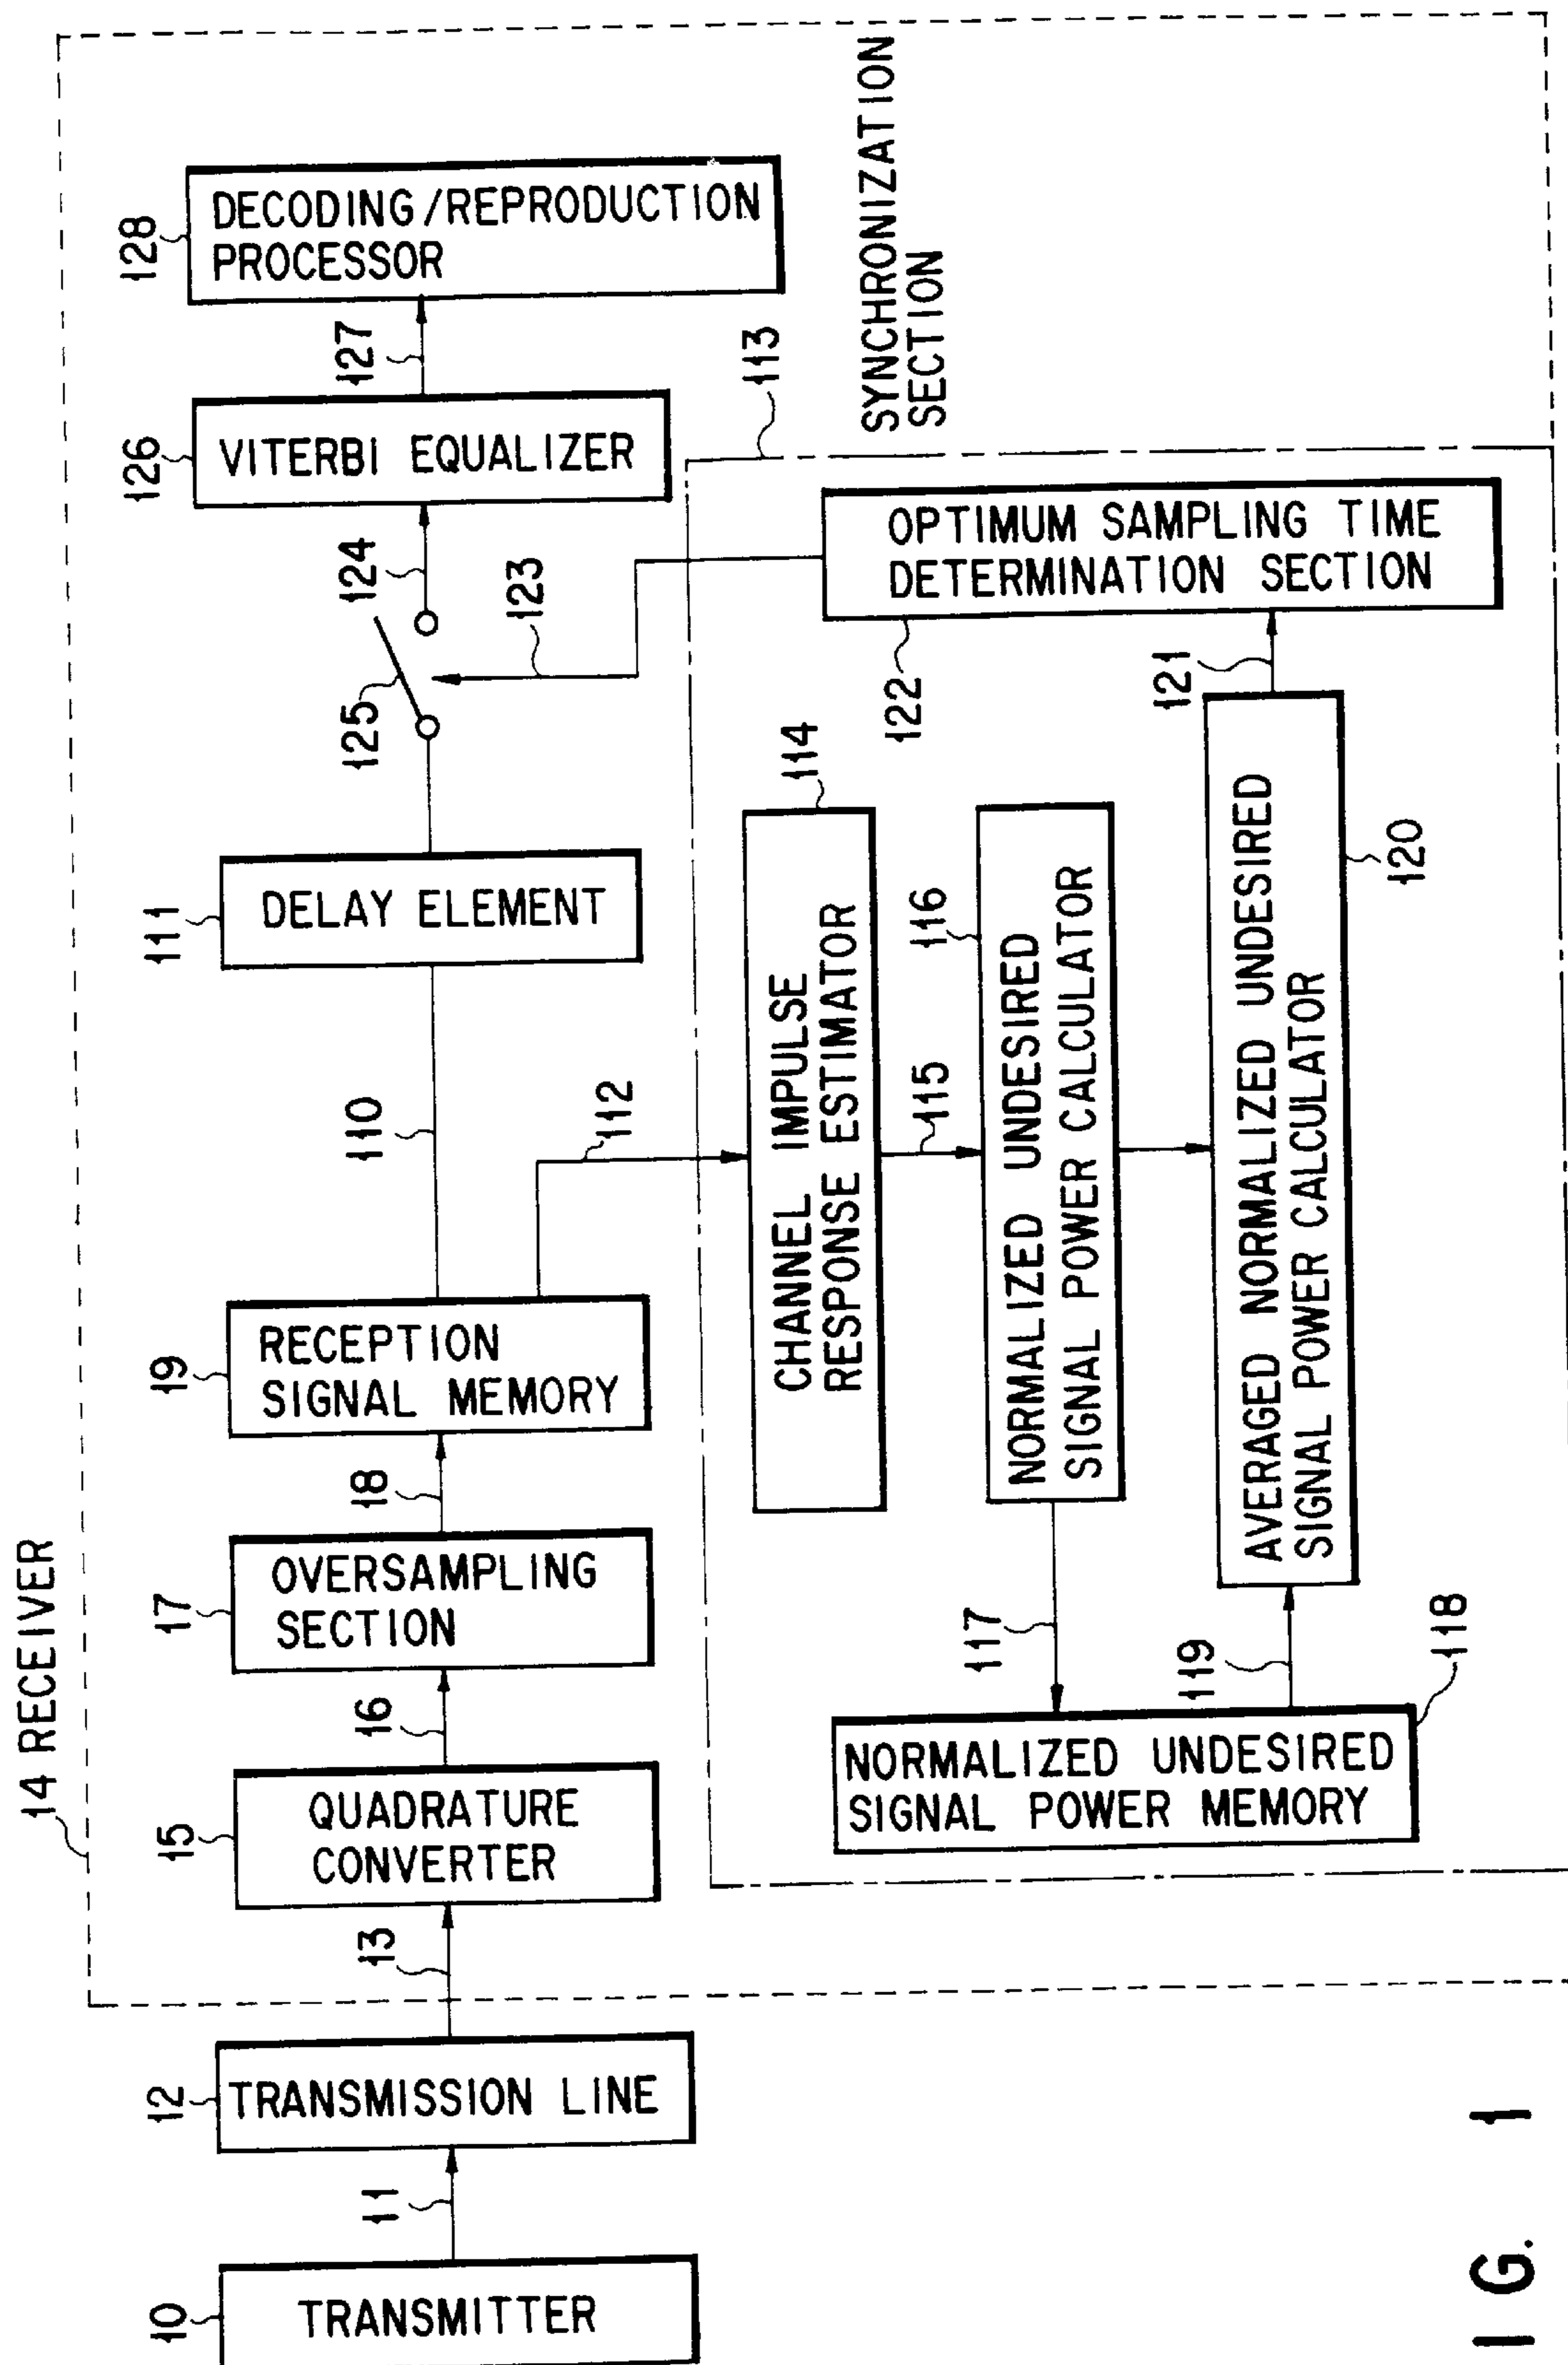 14 RECEIVER
10
TRANSMITTER
11
12
TRANSMISSION LINE
13
15
QUADRATURE
CONVERTER
16
17
OVERSAMPLING
SECTION
18
19
RECEPTION
SIGNAL MEMORY
110
112
111
DELAY ELEMENT
125
123
124
126
VITERBI EQUALIZER
127
128
DECODING/REPRODUCTION
PROCESSOR
113
SYNCHRONIZATION
SECTION
114
CHANNEL IMPULSE
RESPONSE ESTIMATOR
115
116
NORMALIZED UNDESIRED
SIGNAL POWER CALCULATOR
117
118
NORMALIZED UNDESIRED
SIGNAL POWER MEMORY
119
120
AVERAGED NORMALIZED UNDESIRED
SIGNAL POWER CALCULATOR
121
122
OPTIMUM SAMPLING TIME
DETERMINATION SECTION
IG. 1